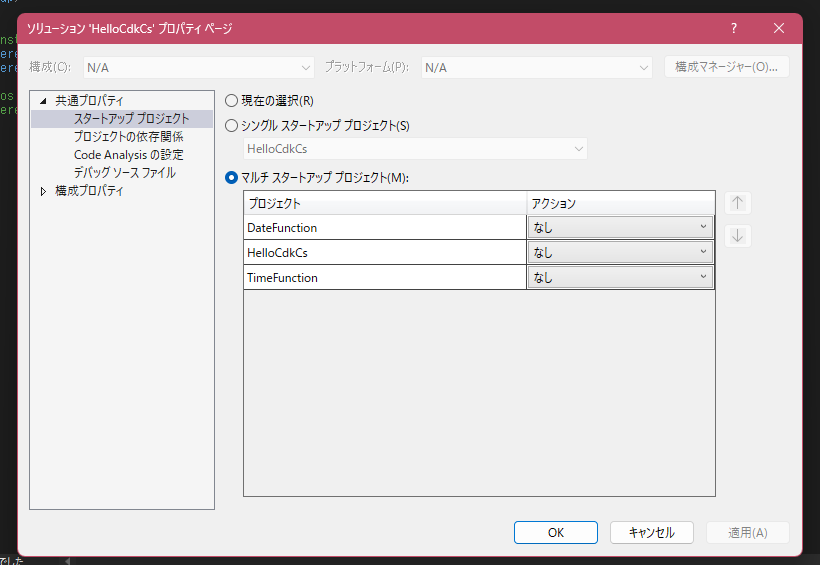 ソリューション 'HelloCdkCs' プロパティ ページ
構成(C): N/A プラットフォーム(P): N/A 構成マネージャー(O)...
共通プロパティ
スタートアップ プロジェクト
プロジェクトの依存関係
Code Analysis の設定
デバッグ ソース ファイル
構成プロパティ
現在の選択(R)
シングル スタートアップ プロジェクト(S)
HelloCdkCs
マルチ スタートアップ プロジェクト(M):
プロジェクト アクション
DateFunction なし
HelloCdkCs なし
TimeFunction なし
OK キャンセル 適用(A)
でした